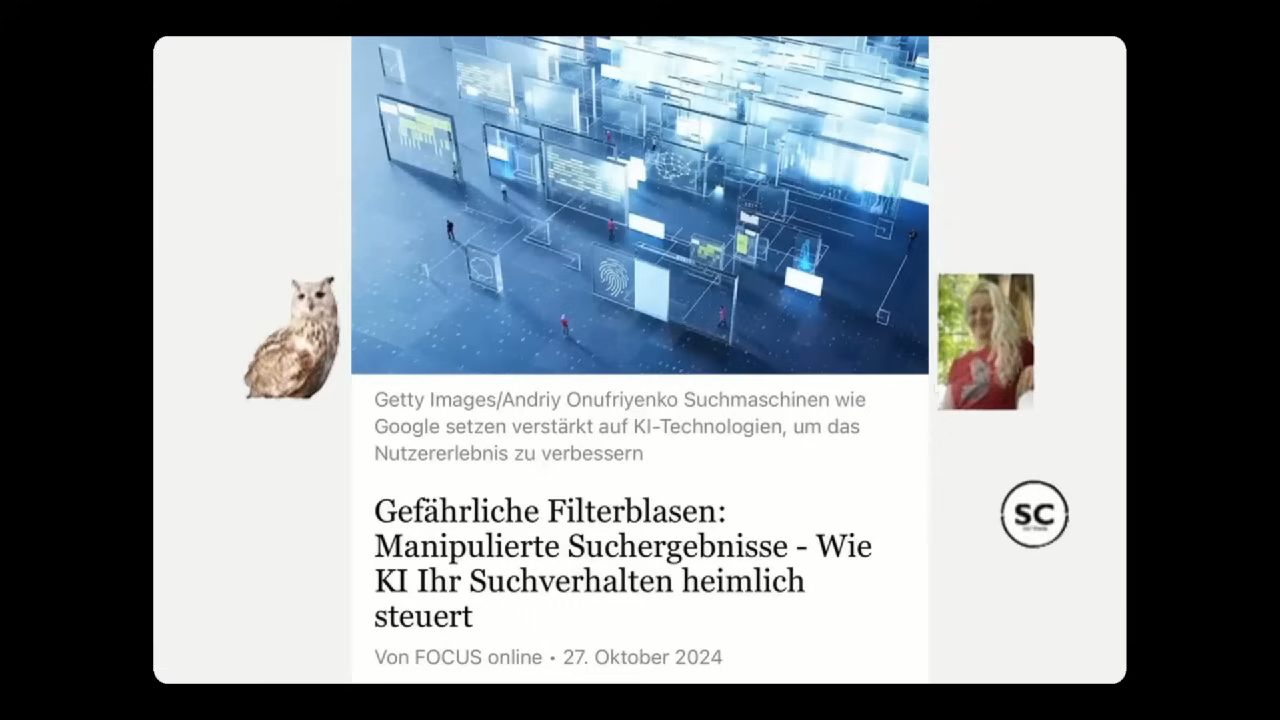 Getty Images/Andriy Onufriyenko Suchmaschinen wie
Google setzen verstärkt auf KI-Technologien, um das
Nutzererlebnis zu verbessern
Gefährliche Filterblasen:
Manipulierte Suchergebnisse - Wie
KI Ihr Suchverhalten heimlich
steuert
Von FOCUS online • 27. Oktober 2024
SC